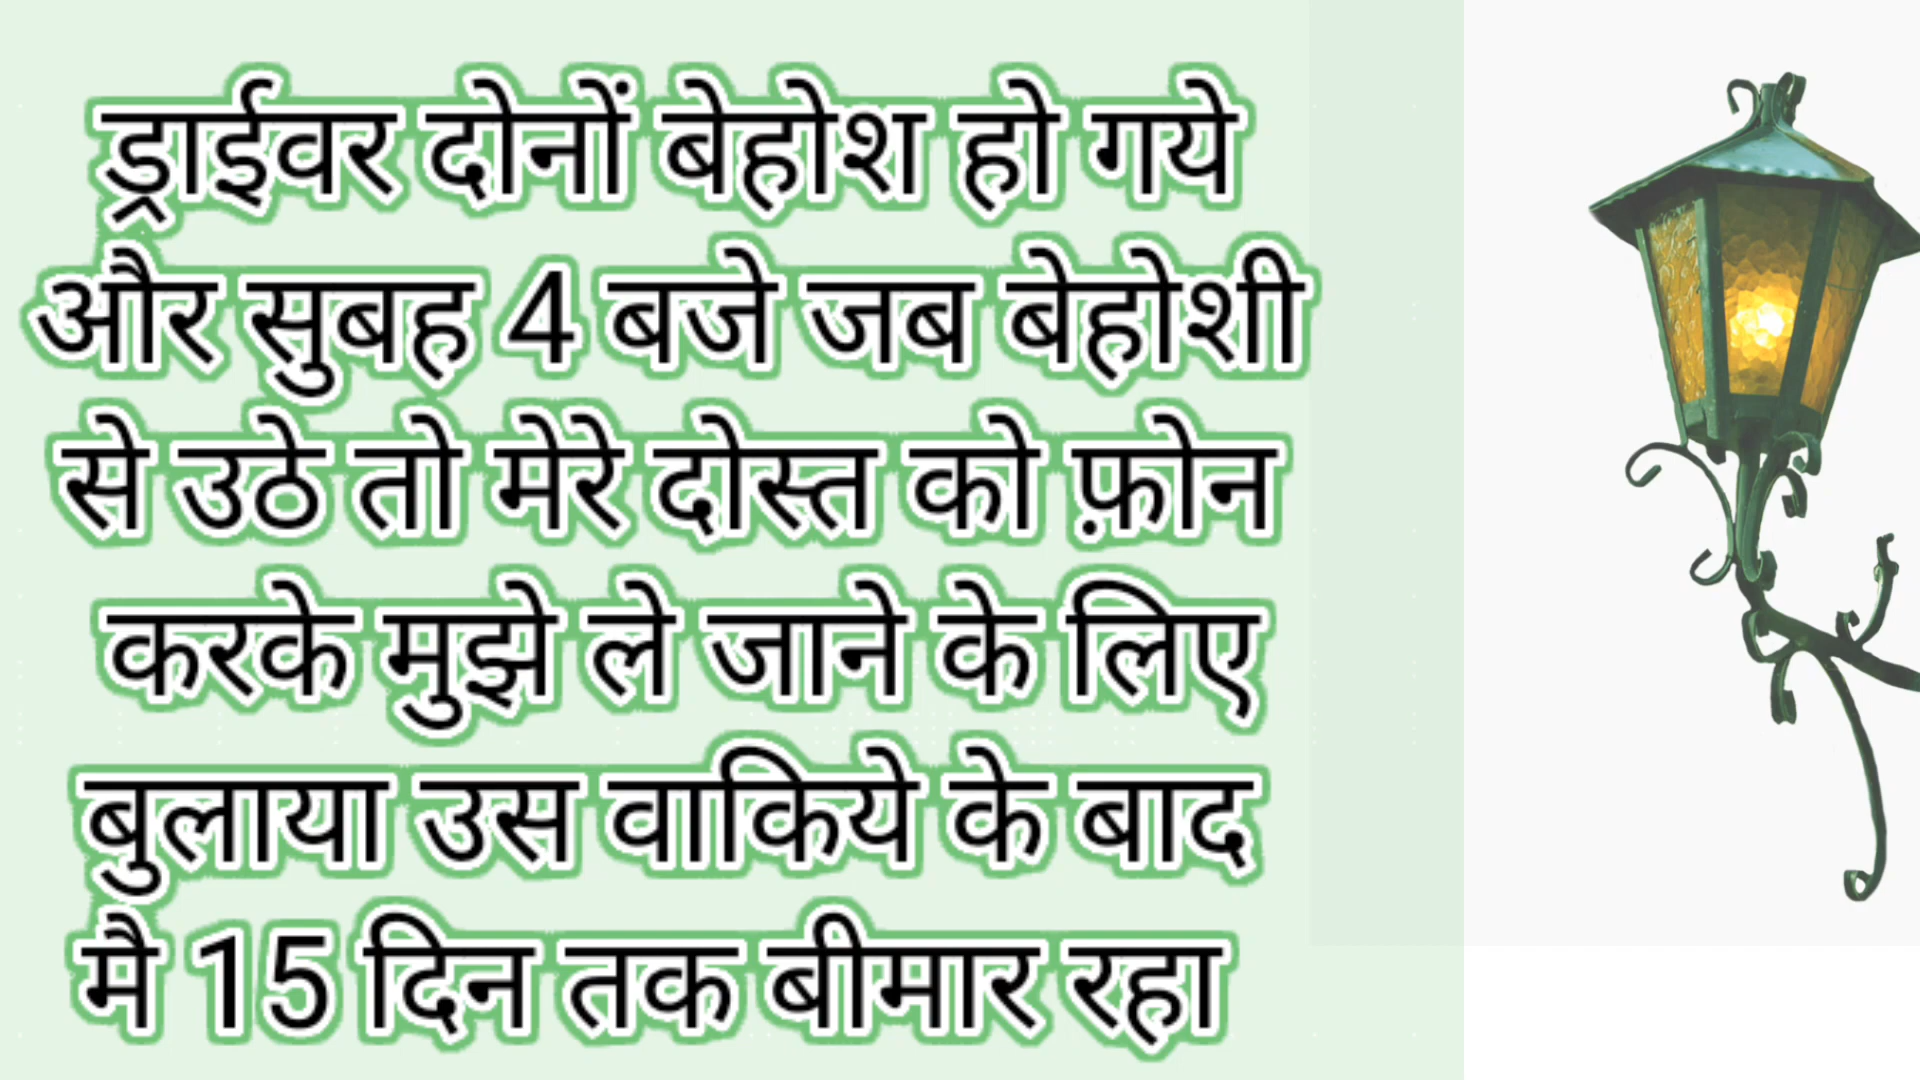 ड्राईवर दोनों बेहोश हो गये
और सुबह 4 बजे जब बेहोशी
से उठे तो मेरे दोस्त को फ़ोन
करके मुझे ले जाने के लिए
बुलाया उस वाकिये के बाद
मै 15 दिन तक बीमार रहा